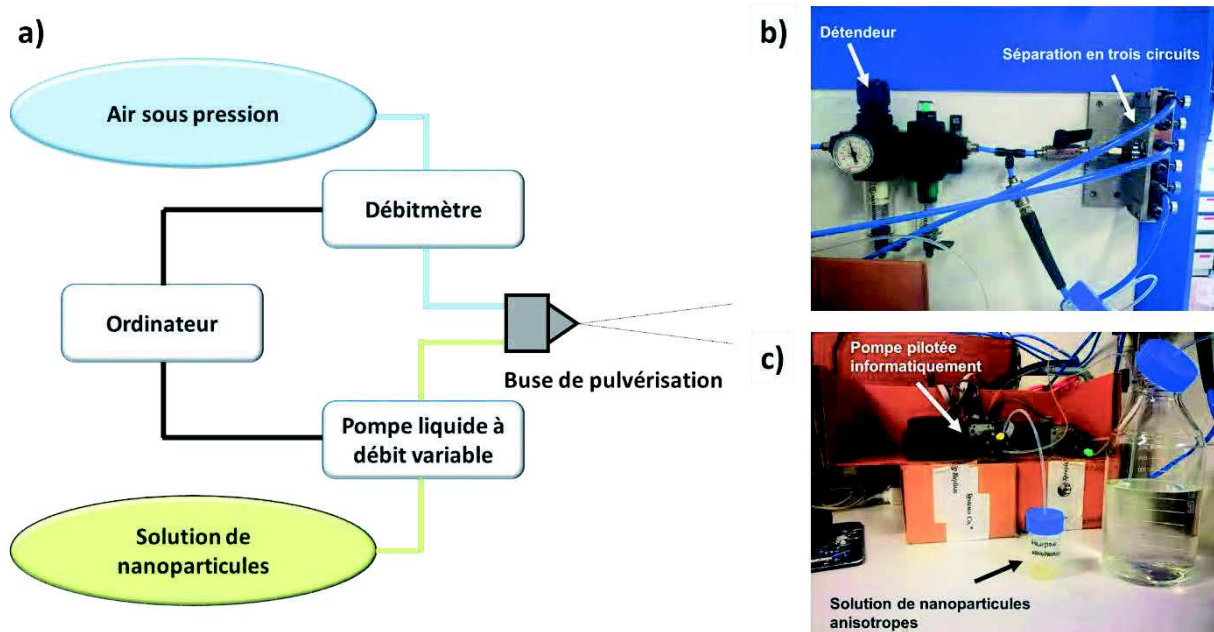 a)
Air sous pression
Débitmètre
Ordinateur
Buse de pulvérisation
Pompe liquide à
débit variable
Solution de
nanoparticules
b)
Détendeur
Séparation en trois circuits
c)
Pompe pilotée
informatiquement
Solution de nanoparticules
anisotropes